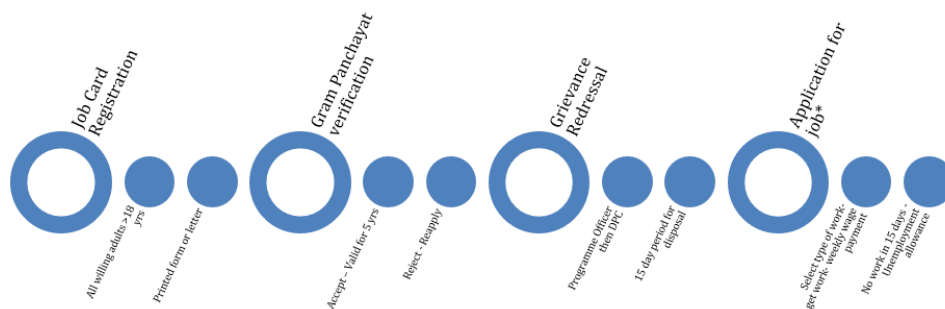 Job Card
Registration
All willing adults >18
yrs
Printed form or letter
Gram Panchayat
verification
Accept – Valid for 5 yrs
Reject - Reapply
Grievance
Redressal
Programme Officer
then DPC
15 day period for
disposal
Application for
job*
Select type of work-
get work- weekly wage
payment
No work in 15 days -
Unemployment
allowance